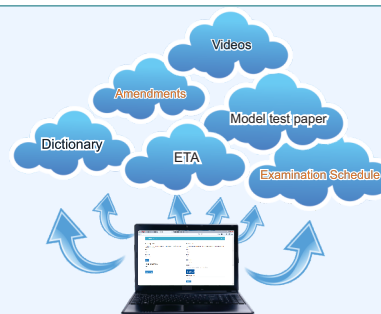 Videos
Amendments
Model test paper
Dictionary
ETA
Examination Schedule